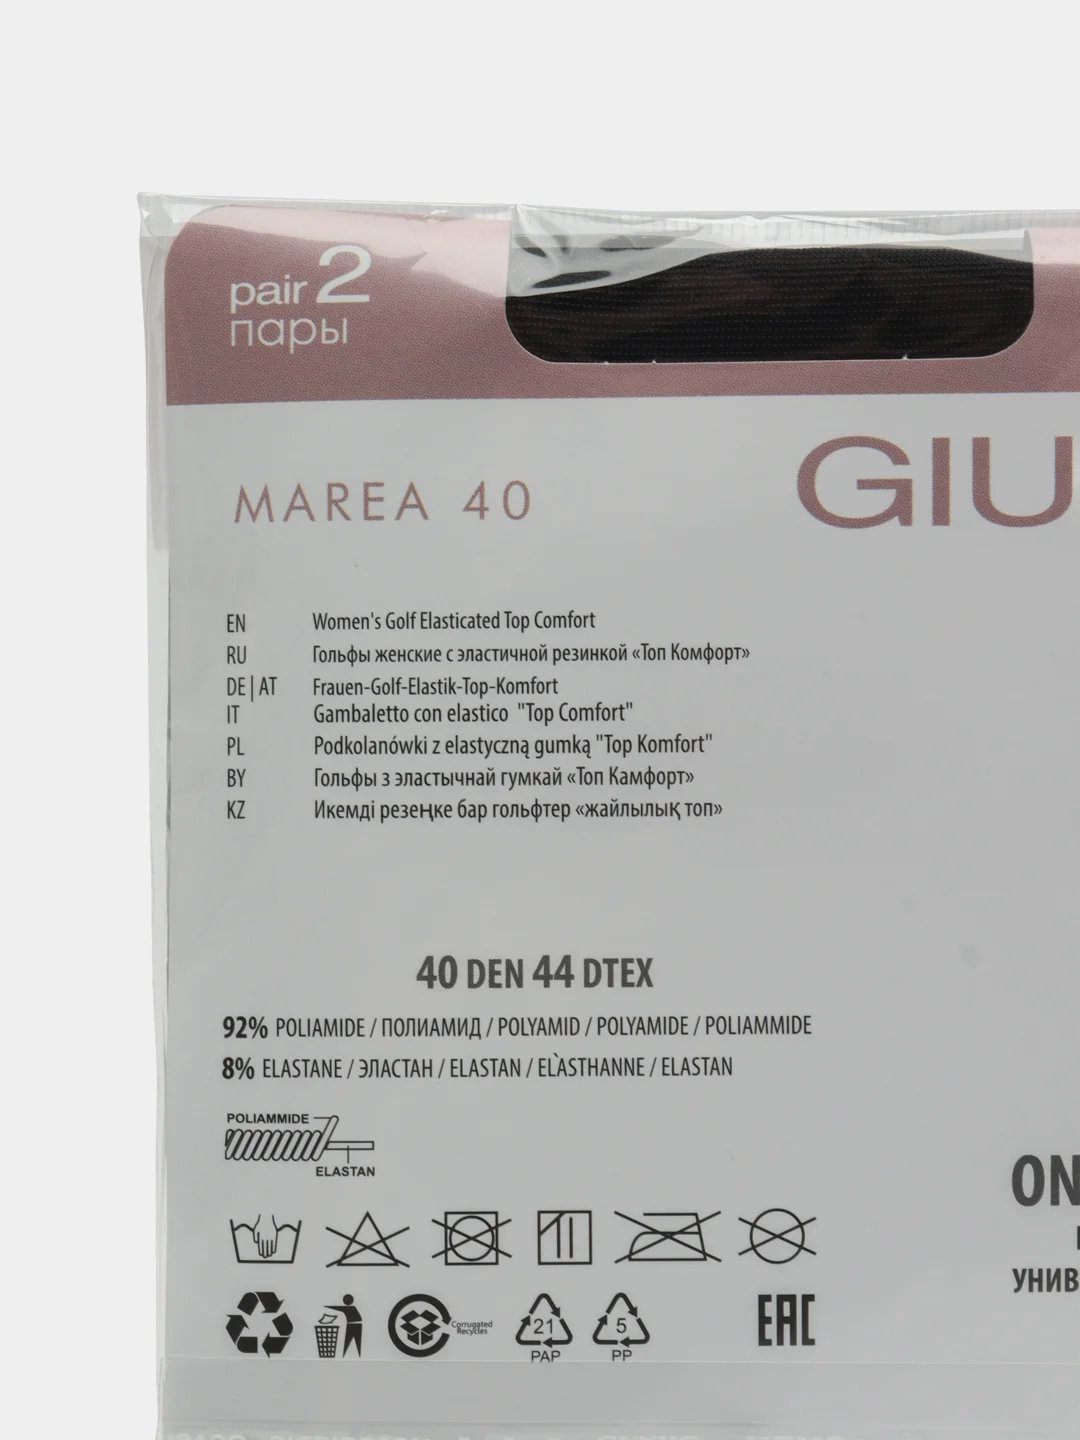 pair 2
пары
GIU
MAREA 40
EN Women's Golf Elasticated Top Comfort
RU Гольфы женские с эластичной резинкой «Топ Комфорт»
DE | AT Frauen-Golf-Elastik-Top-Komfort
IT Gambaletto con elastico "Top Comfort"
PL Podkolanówki z elastyczną gumką "Top Komfort"
BY Гольфы з эластычнай гумкай «Топ Камфорт»
KZ Икемді резеңке бар гольфтер «жайлылық топ»
40 DEN 44 DTEX
92% POLIAMIDE / ПОЛИАМИД / POLYAMID / POLYAMIDE / POLIAMMIDE
8% ELASTANE / ЭЛАСТАН / ELASTAN / EL̀ASTHANNE / ELASTAN
POLIAMMIDE
ELASTAN
ON
УНИВ
Corrugated
Recycles
21
PAP
5
PP
EAC